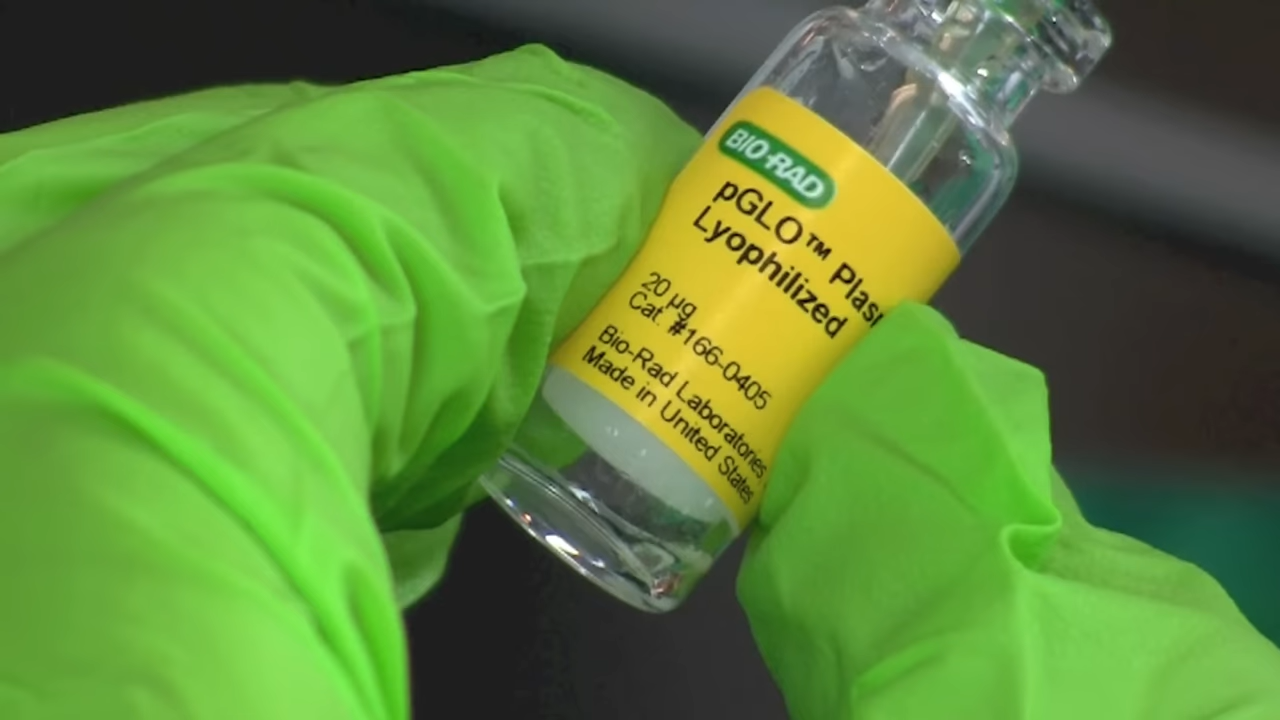 BIO-RAD
pGLO™ Plas
Lyophilized
20 µg
Cat. #166-0405
Bio-Rad Laboratories
Made in United States